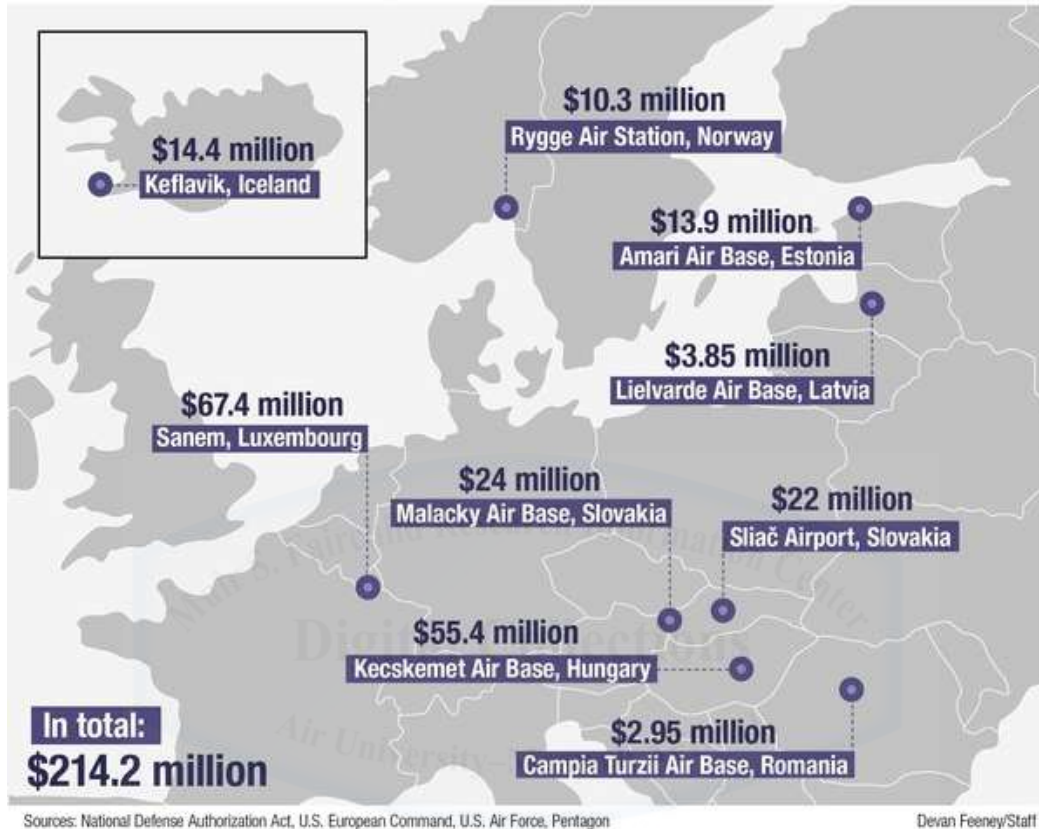 $14.4 million
Keflavik, Iceland
$10.3 million
Rygge Air Station, Norway
$13.9 million
Amari Air Base, Estonia
$3.85 million
Lielvarde Air Base, Latvia
$67.4 million
Sanem, Luxembourg
$24 million
Malacky Air Base, Slovakia
$22 million
Sliač Airport, Slovakia
$55.4 million
Kecskemet Air Base, Hungary
$2.95 million
Campia Turzii Air Base, Romania
In total:
$214.2 million
Sources: National Defense Authorization Act, U.S. European Command, U.S. Air Force, Pentagon
Devan Feeney/Staff
Air University